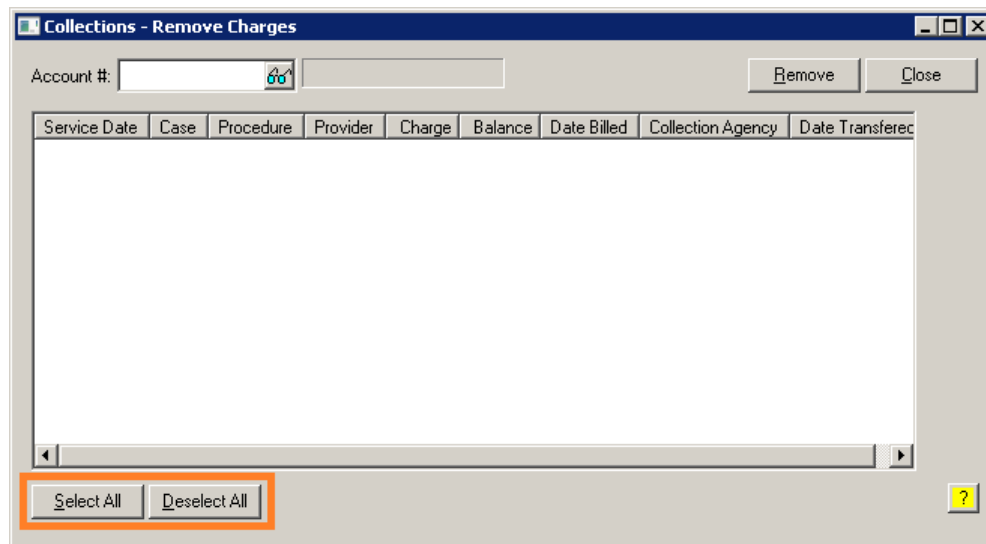 Collections - Remove Charges
Account #: Remove Close
Service Date Case Procedure Provider Charge Balance Date Billed Collection Agency Date Transferec
Select All Deselect All ?